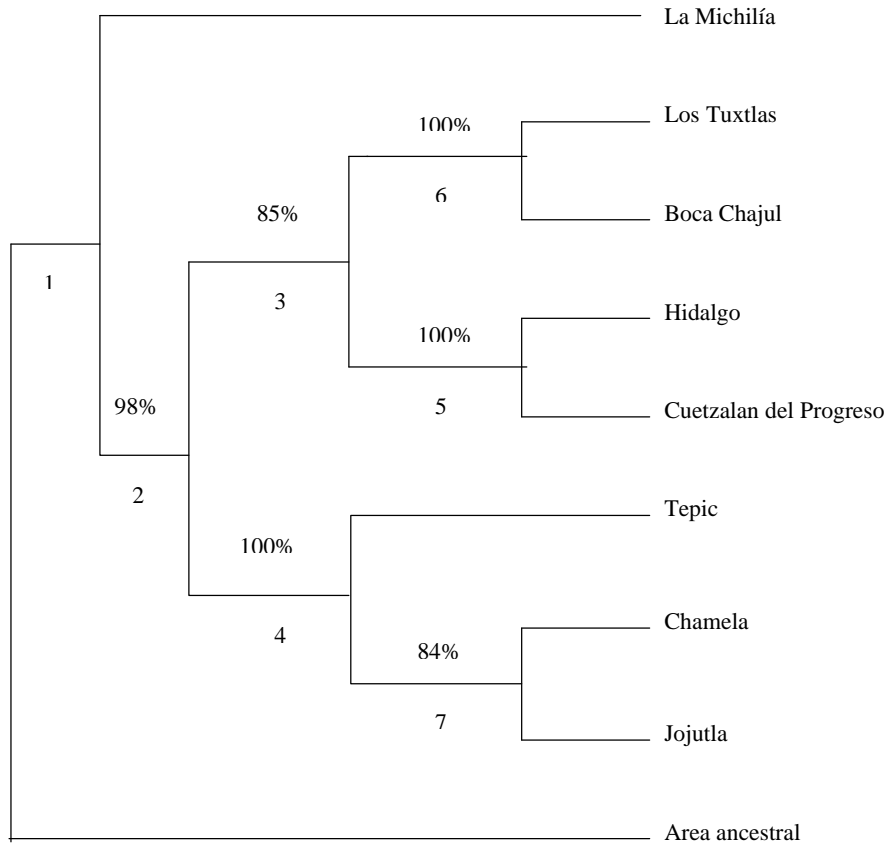 La Michilía
Los Tuxtlas
100%
6
Boca Chajul
85%
1
3
Hidalgo
100%
98%
5
Cuetzalan del Progreso
2
Tepic
100%
4
Chamela
84%
7
Jojutla
Area ancestral